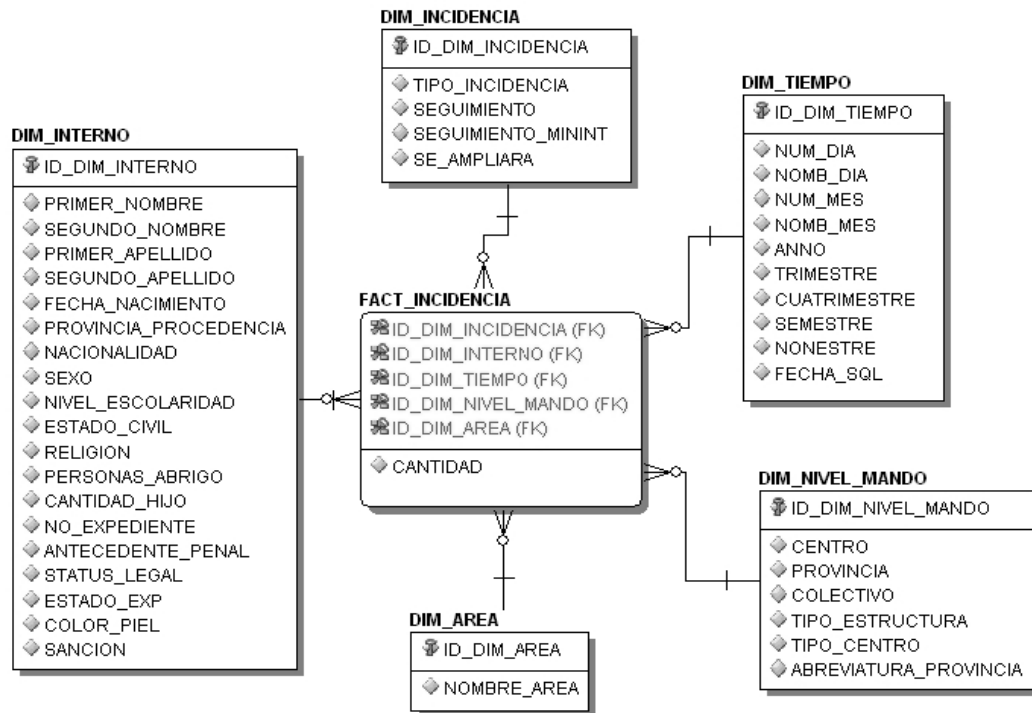 DIM_INCIDENCIA
ID_DIM_INCIDENCIA
TIPO_INCIDENCIA
SEGUIMIENTO
SEGUIMIENTO_MININT
SE_AMPLIARA
DIM_TIEMPO
ID_DIM_TIEMPO
NUM_DIA
NOMB_DIA
NUM_MES
NOMB_MES
ANNO
TRIMESTRE
CUATRIMESTRE
SEMESTRE
NONESTRE
FECHA_SQL
DIM_INTERNO
ID_DIM_INTERNO
PRIMER_NOMBRE
SEGUNDO_NOMBRE
PRIMER_APELLIDO
SEGUNDO_APELLIDO
FECHA_NACIMIENTO
PROVINCIA_PROCEDENCIA
NACIONALIDAD
SEXO
NIVEL_ESCOLARIDAD
ESTADO_CIVIL
RELIGION
PERSONAS_ABRIGO
CANTIDAD_HIJO
NO_EXPEDIENTE
ANTECEDENTE_PENAL
STATUS_LEGAL
ESTADO_EXP
COLOR_PIEL
SANCION
FACT_INCIDENCIA
ID_DIM_INCIDENCIA (FK)
ID_DIM_INTERNO (FK)
ID_DIM_TIEMPO (FK)
ID_DIM_NIVEL_MANDO (FK)
ID_DIM_AREA (FK)
CANTIDAD
DIM_NIVEL_MANDO
ID_DIM_NIVEL_MANDO
CENTRO
PROVINCIA
COLECTIVO
TIPO_ESTRUCTURA
TIPO_CENTRO
ABREVIATURA_PROVINCIA
DIM_AREA
ID_DIM_AREA
NOMBRE_AREA